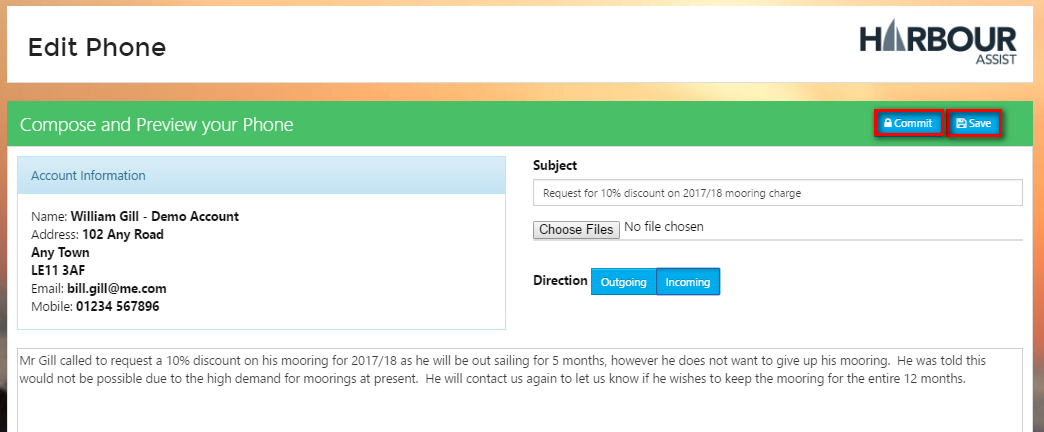 Edit Phone
HARBOUR
ASSIST
Compose and Preview your Phone
Commit
Save
Account Information
Name: William Gill - Demo Account
Address: 102 Any Road
Any Town
LE11 3AF
Email: bill.gill@me.com
Mobile: 01234 567896
Subject
Request for 10% discount on 2017/18 mooring charge
Choose Files No file chosen
Direction Outgoing Incoming
Mr Gill called to request a 10% discount on his mooring for 2017/18 as he will be out sailing for 5 months, however he does not want to give up his mooring. He was told this
would not be possible due to the high demand for moorings at present. He will contact us again to let us know if he wishes to keep the mooring for the entire 12 months.